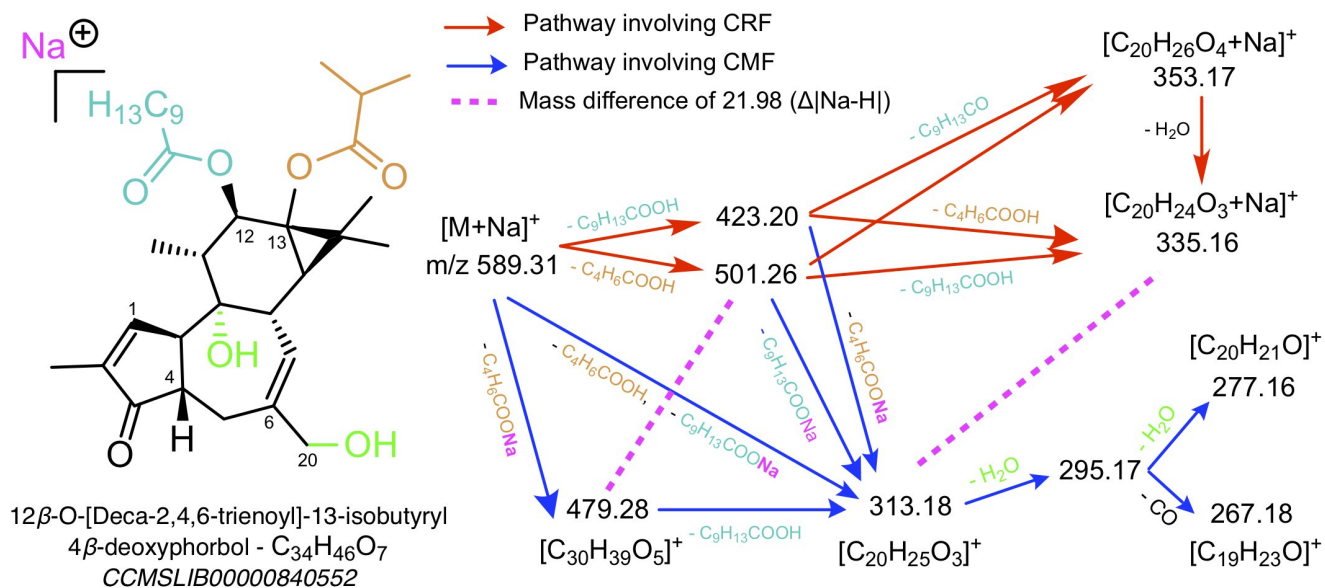 Na⊕
H₁₃C₉
O
O
O
O
12
13
1
4
6
20
OH
OH
H
O
12β-O-[Deca-2,4,6-trienoyl]-13-isobutyryl
4β-deoxyphorbol - C₃₄H₄₆O₇
CCMSLIB00000840552
Pathway involving CRF
Pathway involving CMF
Mass difference of 21.98 (Δ|Na-H|)
[M+Na]⁺
m/z 589.31
- C₉H₁₃COOH
- C₄H₆COOH
423.20
501.26
- C₉H₁₃CO
- C₄H₆COOH
- C₉H₁₃COOH
[C₂₀H₂₆O₄+Na]⁺
353.17
- H₂O
[C₂₀H₂₄O₃+Na]⁺
335.16
- C₄H₆COONa
- C₄H₆COOH, - C₉H₁₃COONa
- C₉H₁₃COONa
- C₄H₆COONa
479.28
[C₃₀H₃₉O₅]⁺
- C₉H₁₃COOH
313.18
[C₂₀H₂₅O₃]⁺
- H₂O
295.17
- H₂O
- CO
[C₂₀H₂₁O]⁺
277.16
267.18
[C₁₉H₂₃O]⁺